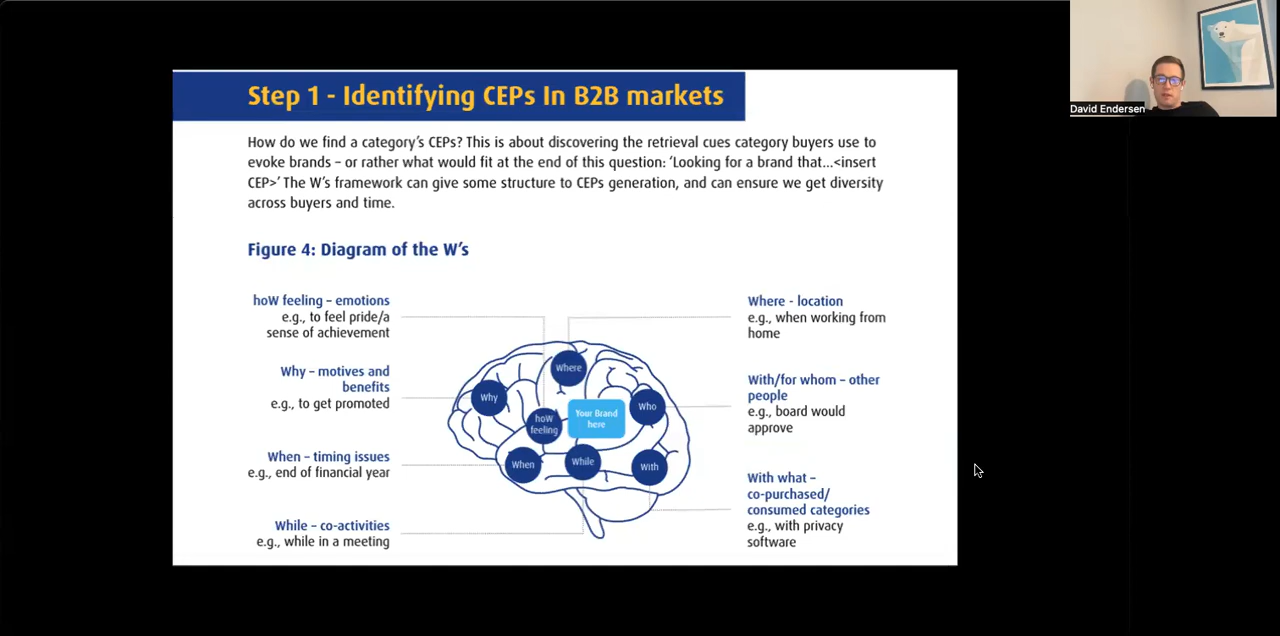 Step 1 - Identifying CEPs In B2B markets
How do we find a category's CEPs? This is about discovering the retrieval cues category buyers use to
evoke brands – or rather what would fit at the end of this question: 'Looking for a brand that...<insert
CEP>' The W's framework can give some structure to CEPs generation, and can ensure we get diversity
across buyers and time.
Figure 4: Diagram of the W's
hoW feeling – emotions
e.g., to feel pride/a
sense of achievement
Why – motives and
benefits
e.g., to get promoted
When – timing issues
e.g., end of financial year
While – co-activities
e.g., while in a meeting
Where
Why
Who
hoW
feeling
Your Brand
here
When
While
With
Where - location
e.g., when working from
home
With/for whom – other
people
e.g., board would
approve
With what –
co-purchased/
consumed categories
e.g., with privacy
software
David Endersen